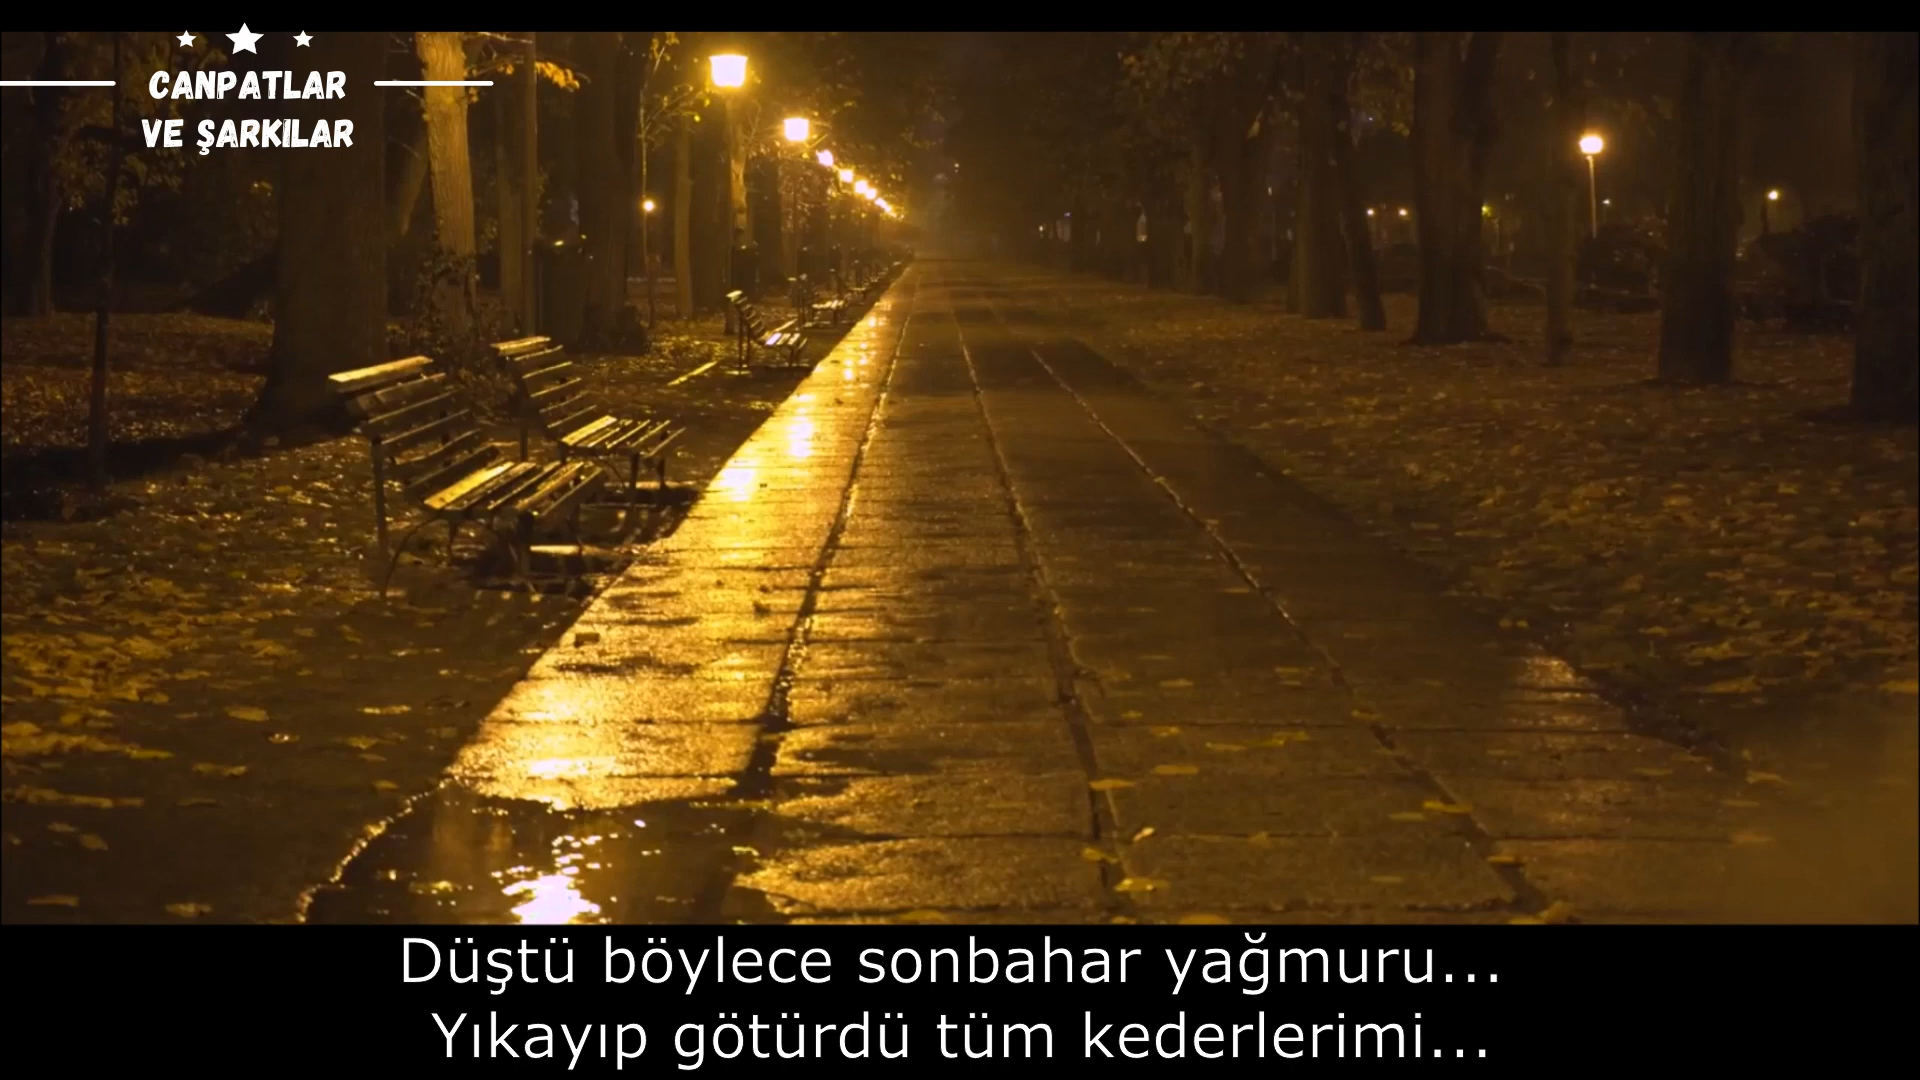 CANPATLAR
VE ŞARKILAR
Düştü böylece sonbahar yağmuru...
Yıkayıp götürdü tüm kederlerimi...